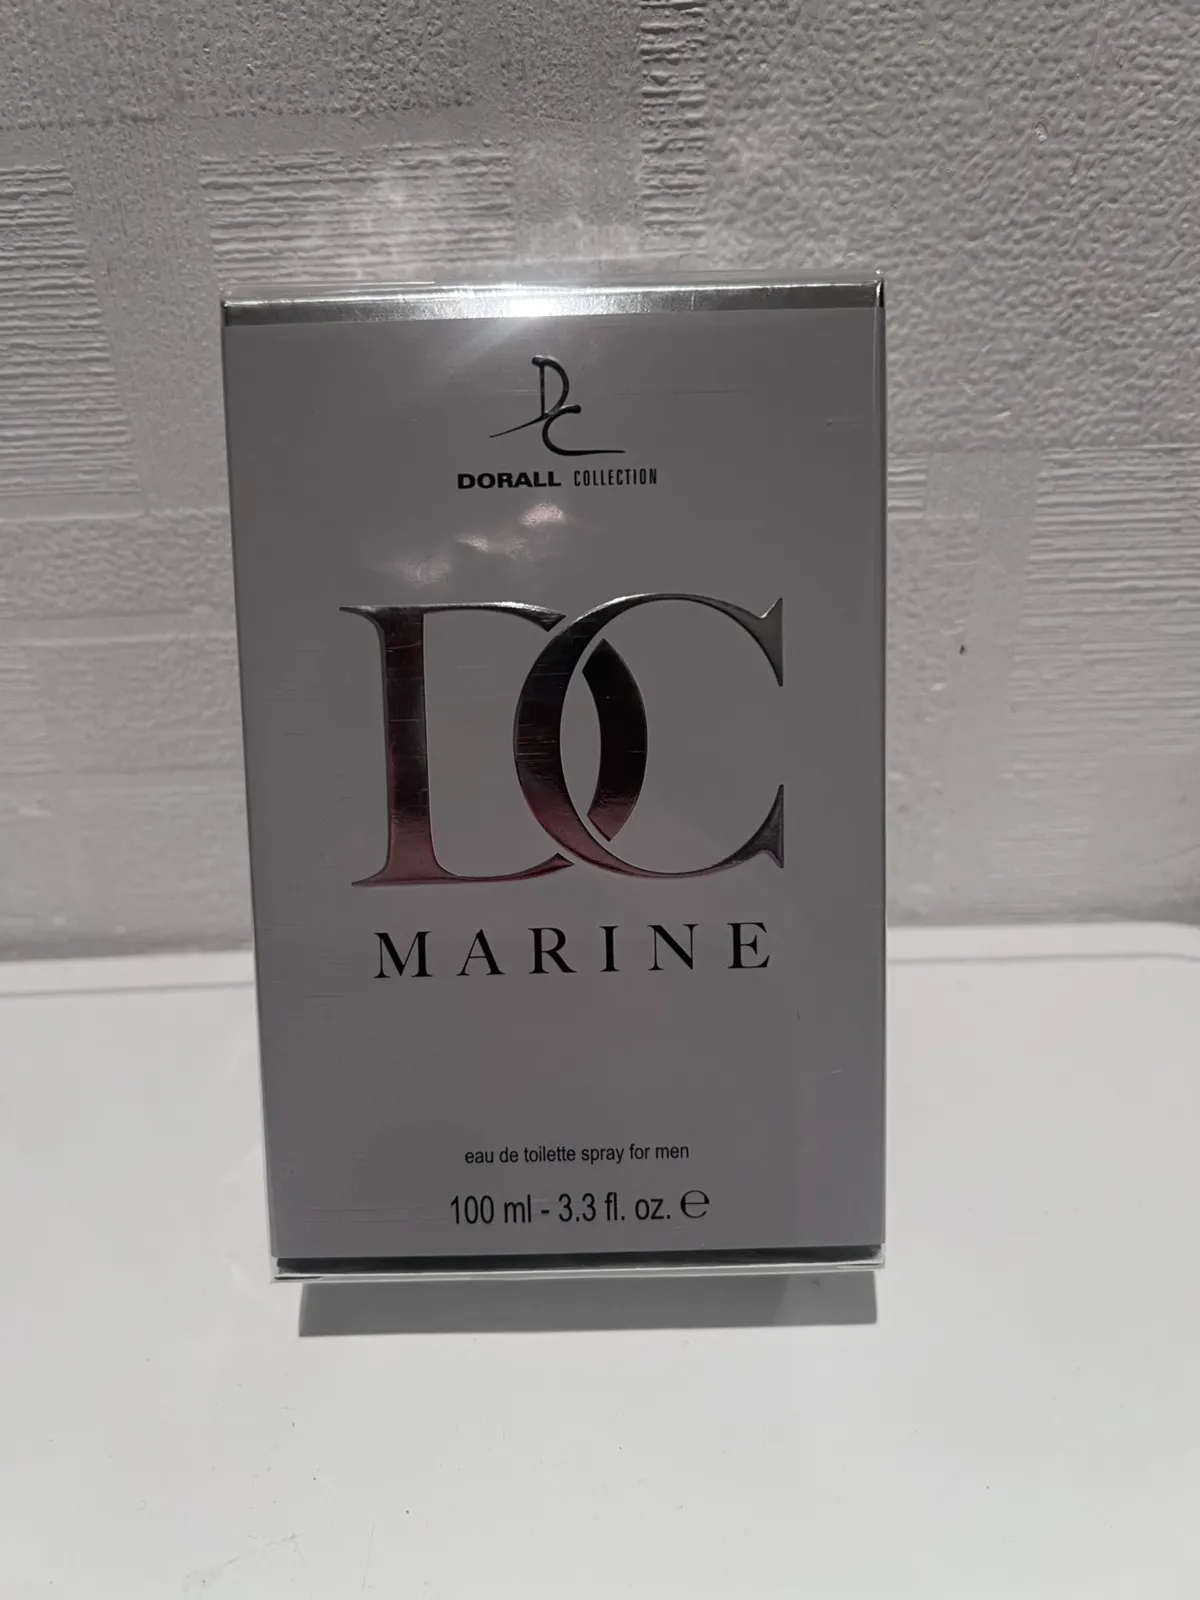 DC
DORALL COLLECTION
DC
MARINE
eau de toilette spray for men
100 ml - 3.3 fl. oz. ℮